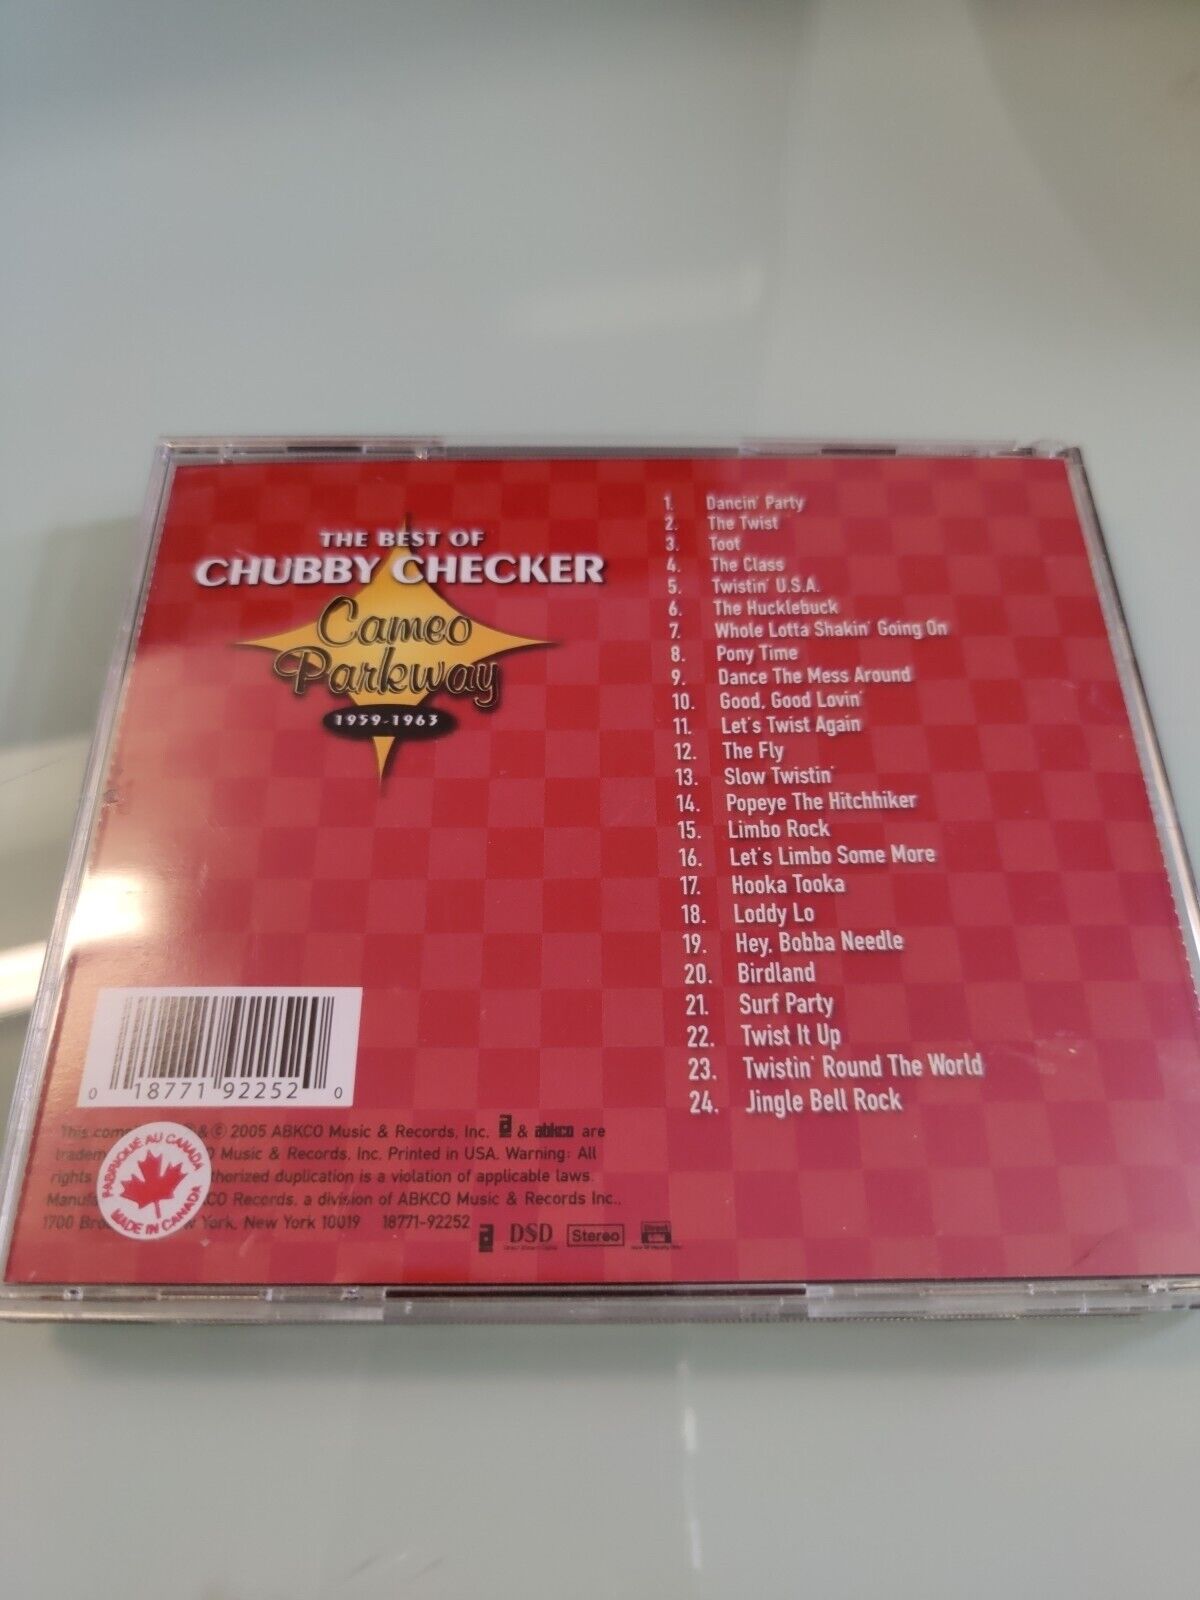 THE BEST OF
CHUBBY CHECKER
Cameo
Parkway
1959-1963
1. Dancin' Party
2. The Twist
3. Toot
4. The Class
5. Twistin' U.S.A.
6. The Hucklebuck
7. Whole Lotta Shakin' Going On
8. Pony Time
9. Dance The Mess Around
10. Good, Good Lovin'
11. Let's Twist Again
12. The Fly
13. Slow Twistin'
14. Popeye The Hitchhiker
15. Limbo Rock
16. Let's Limbo Some More
17. Hooka Tooka
18. Loddy Lo
19. Hey, Bobba Needle
20. Birdland
21. Surf Party
22. Twist It Up
23. Twistin' Round The World
24. Jingle Bell Rock
0 18771 92252 0
This & © 2005 ABKCO Music & Records, Inc. a & abkco are
Music & Records, Inc. Printed in USA. Warning: All
rights duplication is a violation of applicable laws.
Records, a division of ABKCO Music & Records Inc.,
1700 York, New York 10019 18771-92252
FABRIQUÉ AU CANADA
MADE IN CANADA
a DSD Stereo